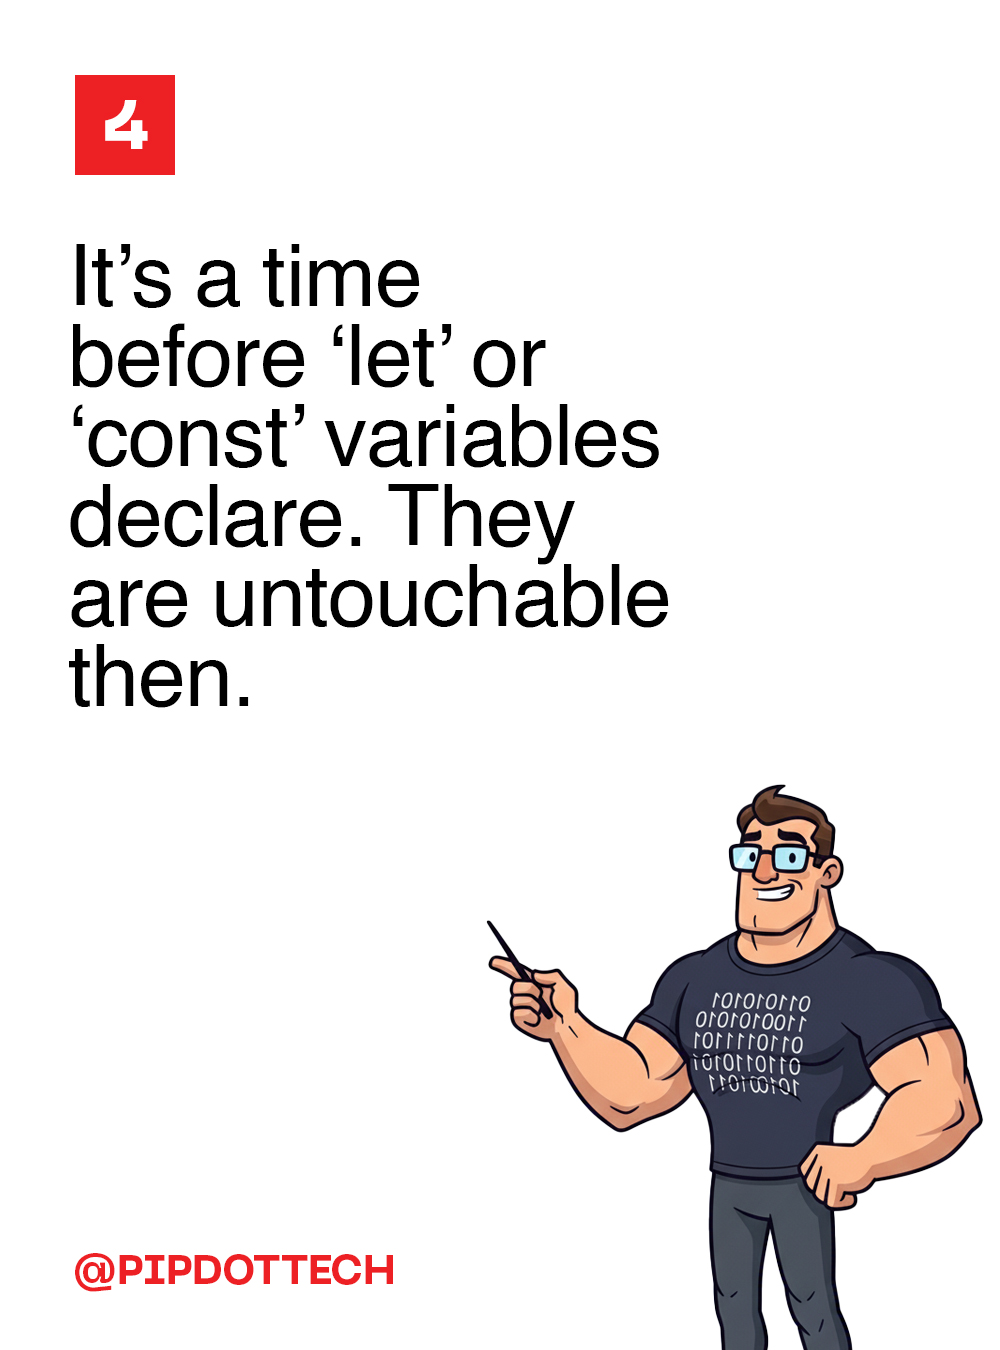 4
It’s a time
before ‘let’ or
‘const’ variables
declare. They
are untouchable
then.
@PIPDOTTECH